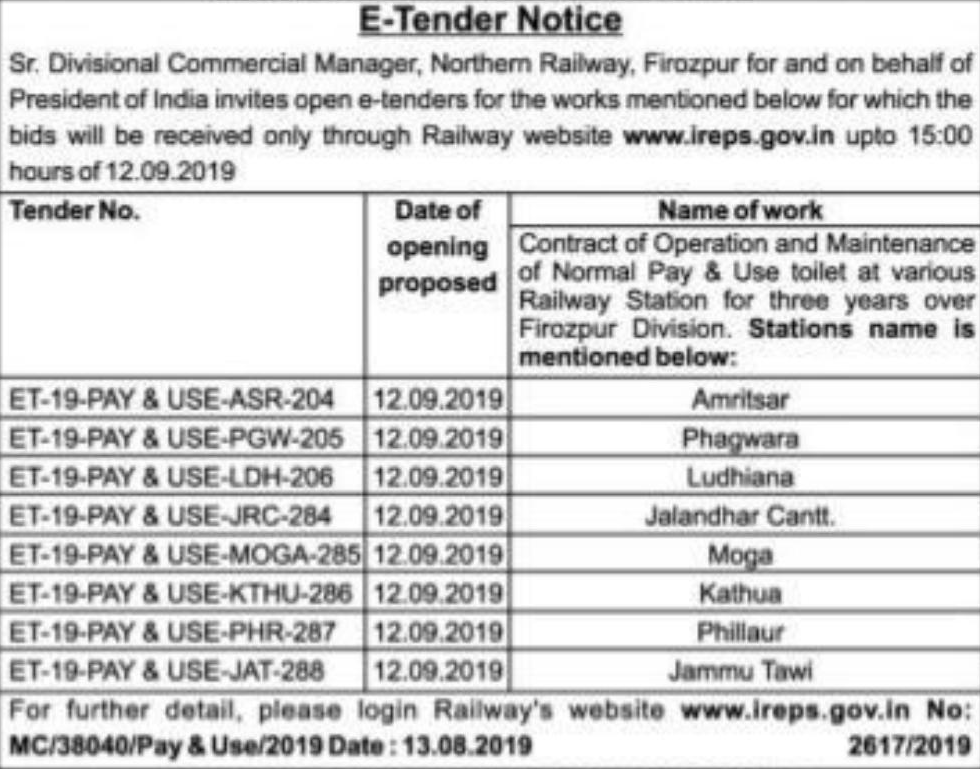 E-Tender Notice
Sr. Divisional Commercial Manager, Northern Railway, Firozpur for and on behalf of
President of India invites open e-tenders for the works mentioned below for which the
bids will be received only through Railway website www.ireps.gov.in upto 15:00
hours of 12.09.2019
Tender No. Date of opening proposed Name of work
Contract of Operation and Maintenance
of Normal Pay & Use toilet at various
Railway Station for three years over
Firozpur Division. Stations name is
mentioned below:
ET-19-PAY & USE-ASR-204 12.09.2019 Amritsar
ET-19-PAY & USE-PGW-205 12.09.2019 Phagwara
ET-19-PAY & USE-LDH-206 12.09.2019 Ludhiana
ET-19-PAY & USE-JRC-284 12.09.2019 Jalandhar Cantt.
ET-19-PAY & USE-MOGA-285 12.09.2019 Moga
ET-19-PAY & USE-KTHU-286 12.09.2019 Kathua
ET-19-PAY & USE-PHR-287 12.09.2019 Phillaur
ET-19-PAY & USE-JAT-288 12.09.2019 Jammu Tawi
For further detail, please login Railway's website www.ireps.gov.in No:
MC/38040/Pay & Use/2019 Date : 13.08.2019 2617/2019